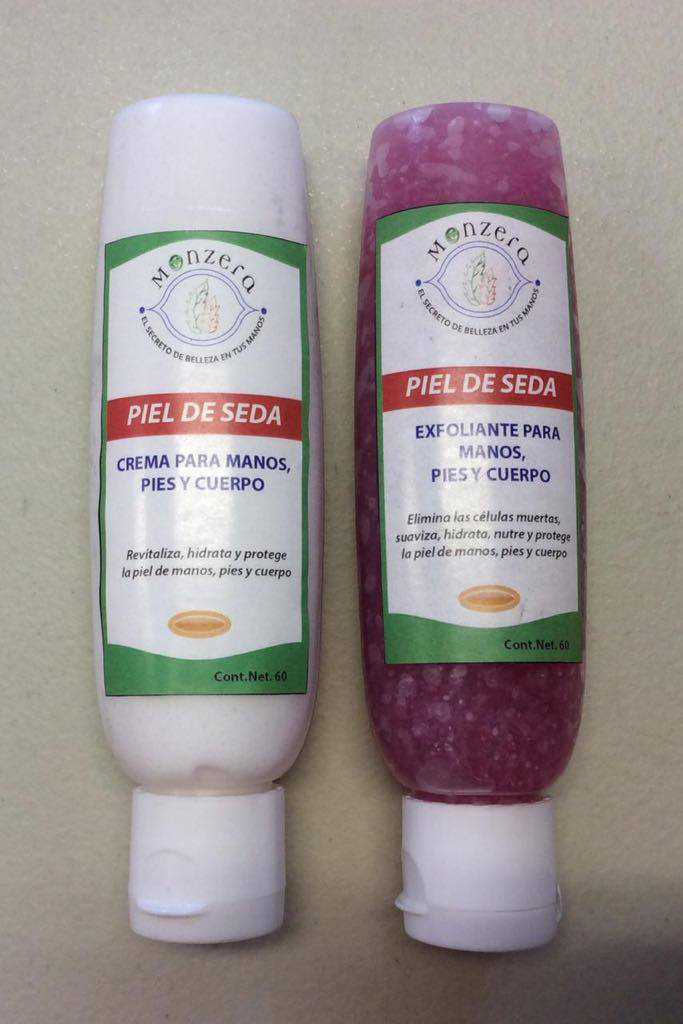 Monzera
EL SECRETO DE BELLEZA EN TUS MANOS
PIEL DE SEDA
CREMA PARA MANOS,
PIES Y CUERPO
Revitaliza, hidrata y protege
la piel de manos, pies y cuerpo
Cont.Net. 60
Monzera
EL SECRETO DE BELLEZA EN TUS MANOS
PIEL DE SEDA
EXFOLIANTE PARA
MANOS,
PIES Y CUERPO
Elimina las células muertas,
suaviza, hidrata, nutre y protege
la piel de manos, pies y cuerpo
Cont.Net. 60